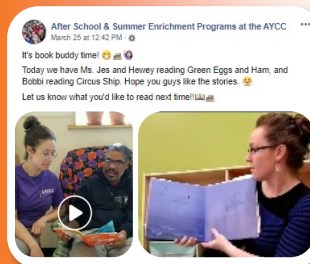 After School & Summer Enrichment Programs at the AYCC
March 25 at 12:42 PM ·
It's book buddy time!
Today we have Ms. Jes and Hewey reading Green Eggs and Ham, and
Bobbi reading Circus Ship. Hope you guys like the stories.
Let us know what you'd like to read next time!!